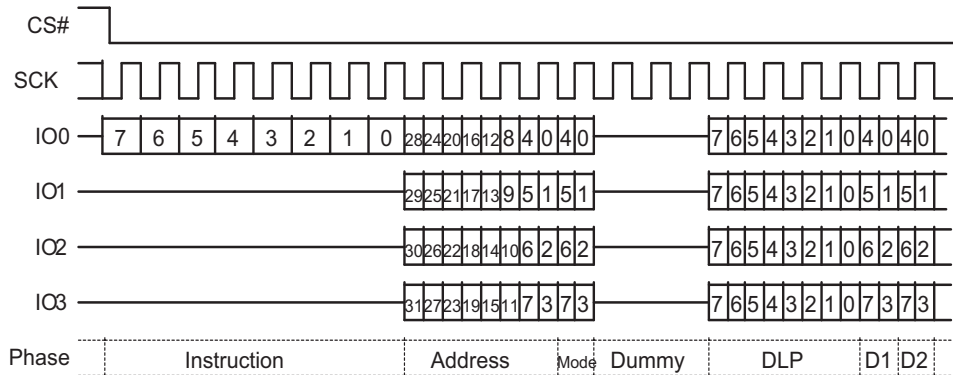 CS#
SCK
IO0 7 6 5 4 3 2 1 0 28 24 20 16 12 8 4 0 4 0 7 6 5 4 3 2 1 0 4 0 4 0
IO1 29 25 21 17 13 9 5 1 5 1 7 6 5 4 3 2 1 0 5 1 5 1
IO2 30 26 22 18 14 10 6 2 6 2 7 6 5 4 3 2 1 0 6 2 6 2
IO3 31 27 23 19 15 11 7 3 7 3 7 6 5 4 3 2 1 0 7 3 7 3
Phase Instruction Address Mode Dummy DLP D1 D2